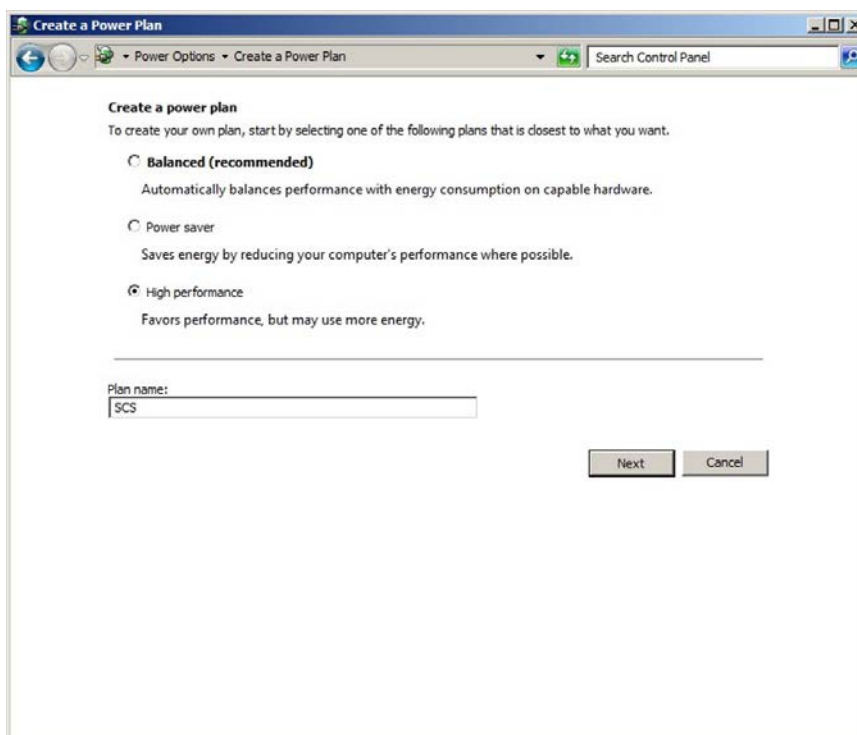 Create a Power Plan
Power Options Create a Power Plan Search Control Panel
Create a power plan
To create your own plan, start by selecting one of the following plans that is closest to what you want.
Balanced (recommended)
Automatically balances performance with energy consumption on capable hardware.
Power saver
Saves energy by reducing your computer's performance where possible.
High performance
Favors performance, but may use more energy.
Plan name:
SCS
Next Cancel